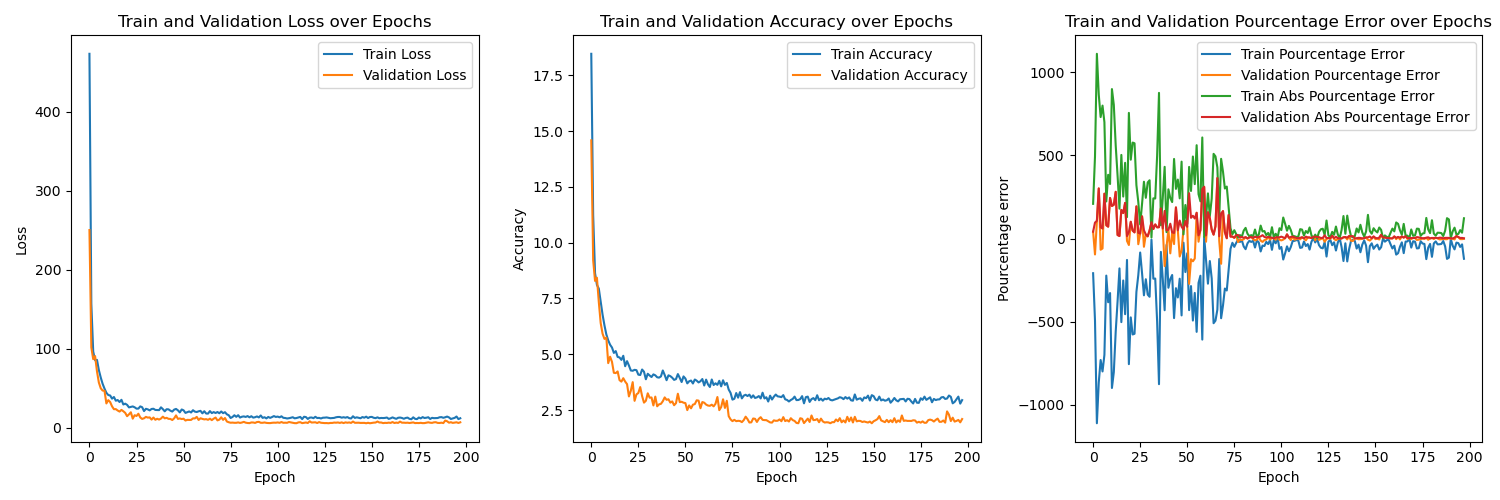 Train and Validation Loss over Epochs
Train Loss
Validation Loss
400
300
200
100
0
Loss
0 25 50 75 100 125 150 175 200
Epoch
Train and Validation Accuracy over Epochs
Train Accuracy
Validation Accuracy
17.5
15.0
12.5
10.0
7.5
5.0
2.5
Accuracy
0 25 50 75 100 125 150 175 200
Epoch
Train and Validation Pourcentage Error over Epochs
Train Pourcentage Error
Validation Pourcentage Error
Train Abs Pourcentage Error
Validation Abs Pourcentage Error
1000
500
0
−500
−1000
Pourcentage error
0 25 50 75 100 125 150 175 200
Epoch